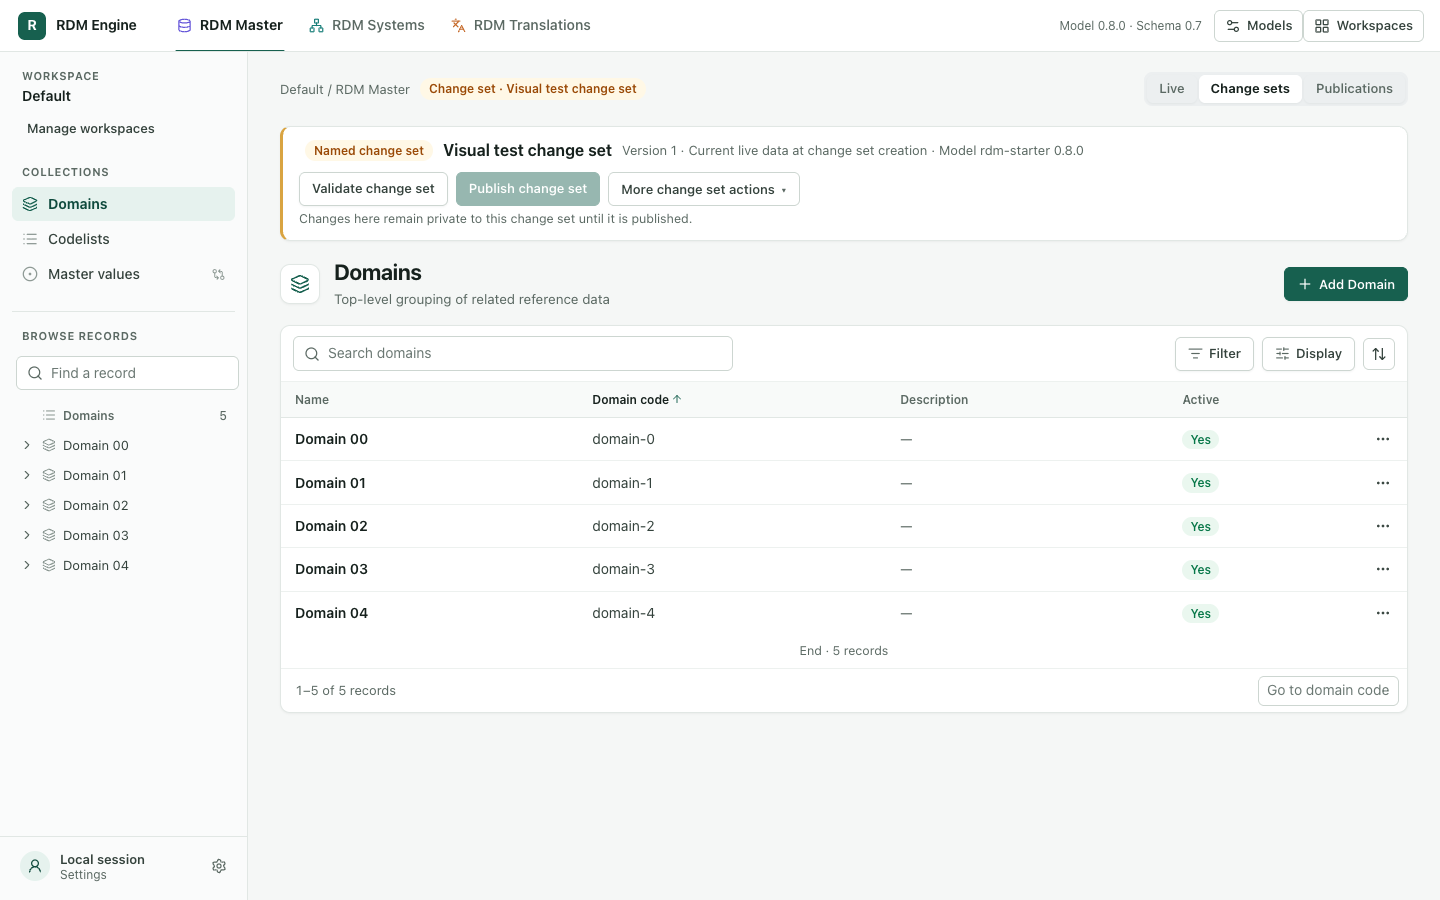 R RDM Engine RDM Master RDM Systems RDM Translations Model 0.8.0 · Schema 0.7 Models Workspaces
WORKSPACE
Default
Manage workspaces
COLLECTIONS
Domains
Codelists
Master values
BROWSE RECORDS
Find a record
Domains 5
Domain 00
Domain 01
Domain 02
Domain 03
Domain 04
Local session
Settings
Default / RDM Master Change set · Visual test change set Live Change sets Publications
Named change set Visual test change set Version 1 · Current live data at change set creation · Model rdm-starter 0.8.0
Validate change set Publish change set More change set actions
Changes here remain private to this change set until it is published.
Domains
Top-level grouping of related reference data
Add Domain
Search domains Filter Display
Name Domain code Description Active
Domain 00 domain-0 — Yes
Domain 01 domain-1 — Yes
Domain 02 domain-2 — Yes
Domain 03 domain-3 — Yes
Domain 04 domain-4 — Yes
End · 5 records
1–5 of 5 records Go to domain code